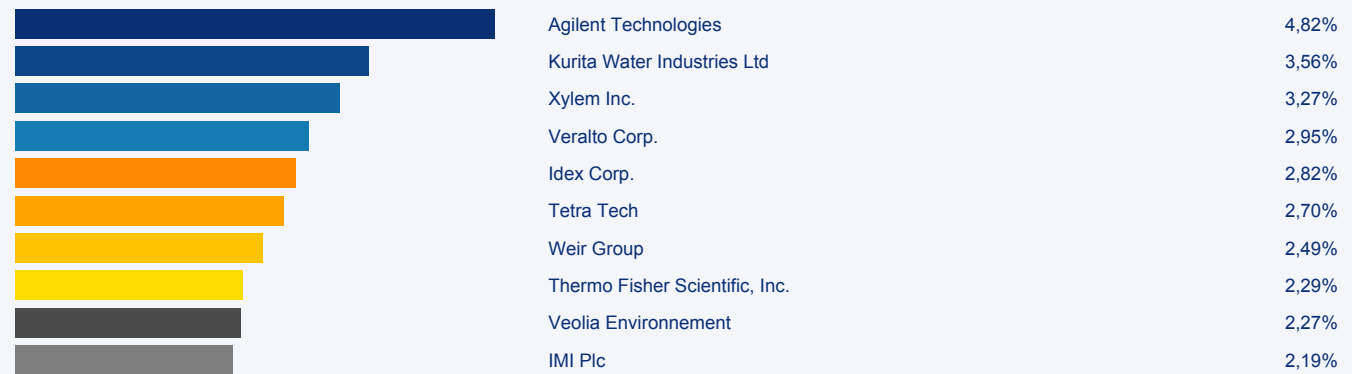 Agilent Technologies 4,82%
Kurita Water Industries Ltd 3,56%
Xylem Inc. 3,27%
Veralto Corp. 2,95%
Idex Corp. 2,82%
Tetra Tech 2,70%
Weir Group 2,49%
Thermo Fisher Scientific, Inc. 2,29%
Veolia Environnement 2,27%
IMI Plc 2,19%